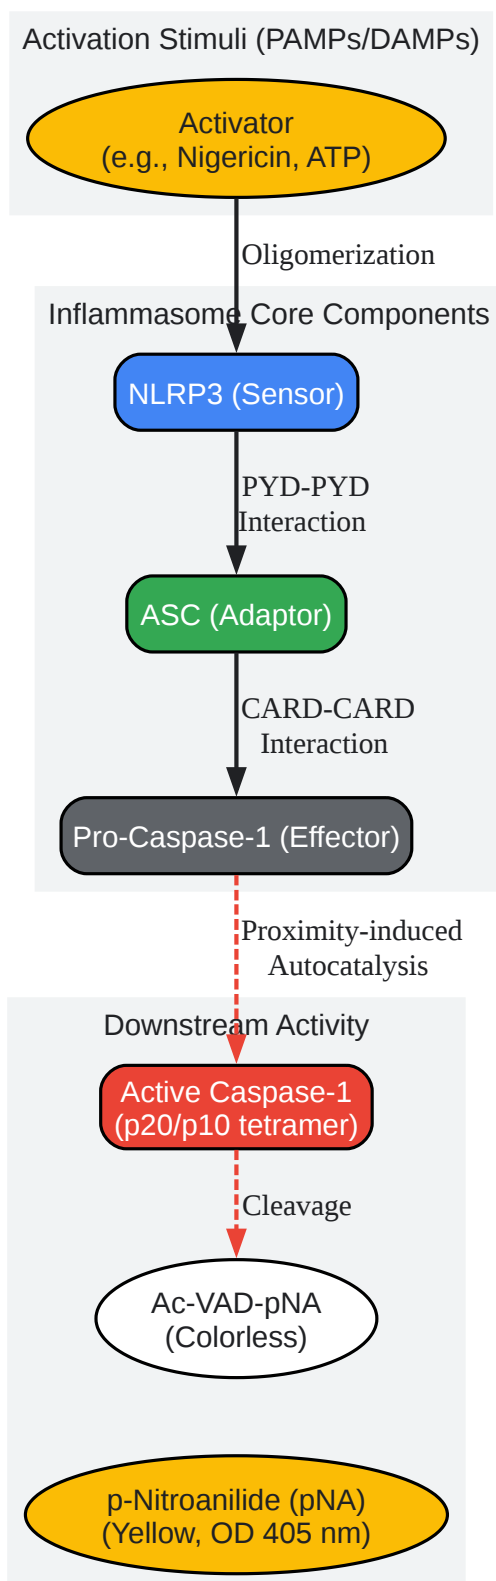 Activation Stimuli (PAMPs/DAMPs)
Activator
(e.g., Nigericin, ATP)
Oligomerization
Inflammasome Core Components
NLRP3 (Sensor)
PYD-PYD
Interaction
ASC (Adaptor)
CARD-CARD
Interaction
Pro-Caspase-1 (Effector)
Proximity-induced
Autocatalysis
Downstream Activity
Active Caspase-1
(p20/p10 tetramer)
Cleavage
Ac-VAD-pNA
(Colorless)
p-Nitroanilide (pNA)
(Yellow, OD 405 nm)